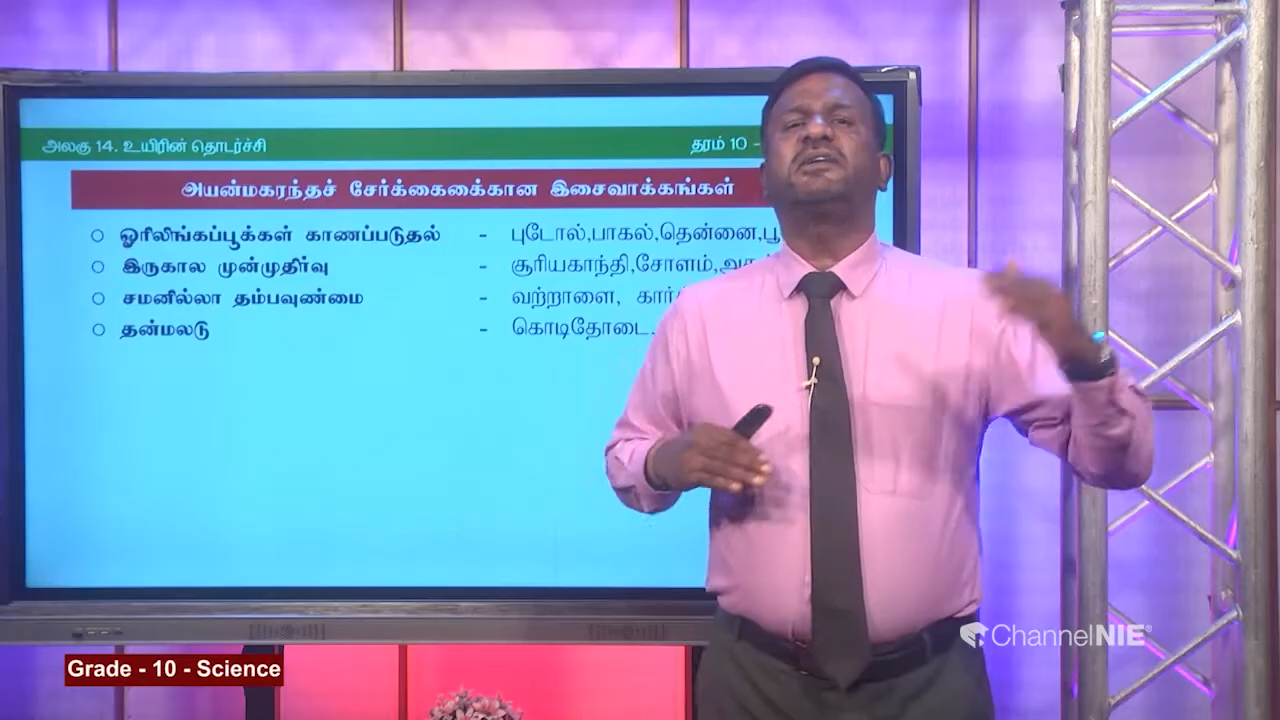 அலகு 14. உயிரின் தொடர்ச்சி
தரம் 10 -
அயன்மகரந்தச் சேர்க்கைக்கான இசைவாக்கங்கள்
ஓரிலிங்கப்பூக்கள் காணப்படுதல் - புடோல்,பாகல்,தென்னை,
இருகால முன்முதிர்வு - சூரியகாந்தி,சோளம்,
சமனில்லா தம்பவுண்மை - வற்றாளை,
தன்மலடு - கொடிதோடை.
ChannelNIE
Grade - 10 - Science